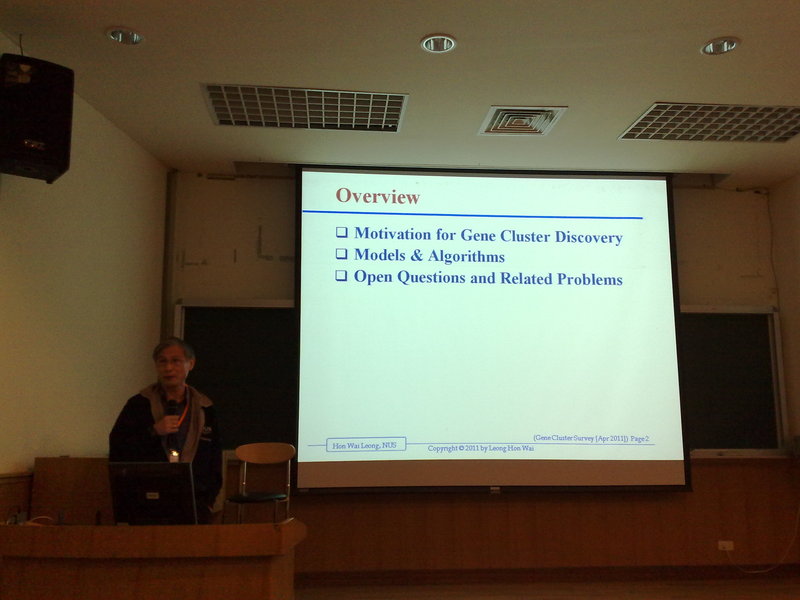 Overview
❑ Motivation for Gene Cluster Discovery
❑ Models & Algorithms
❑ Open Questions and Related Problems
Hon Wai Leong, NUS
Copyright © 2011 by Leong Hon Wai
(Gene Cluster Survey [Apr 2011]) Page 2